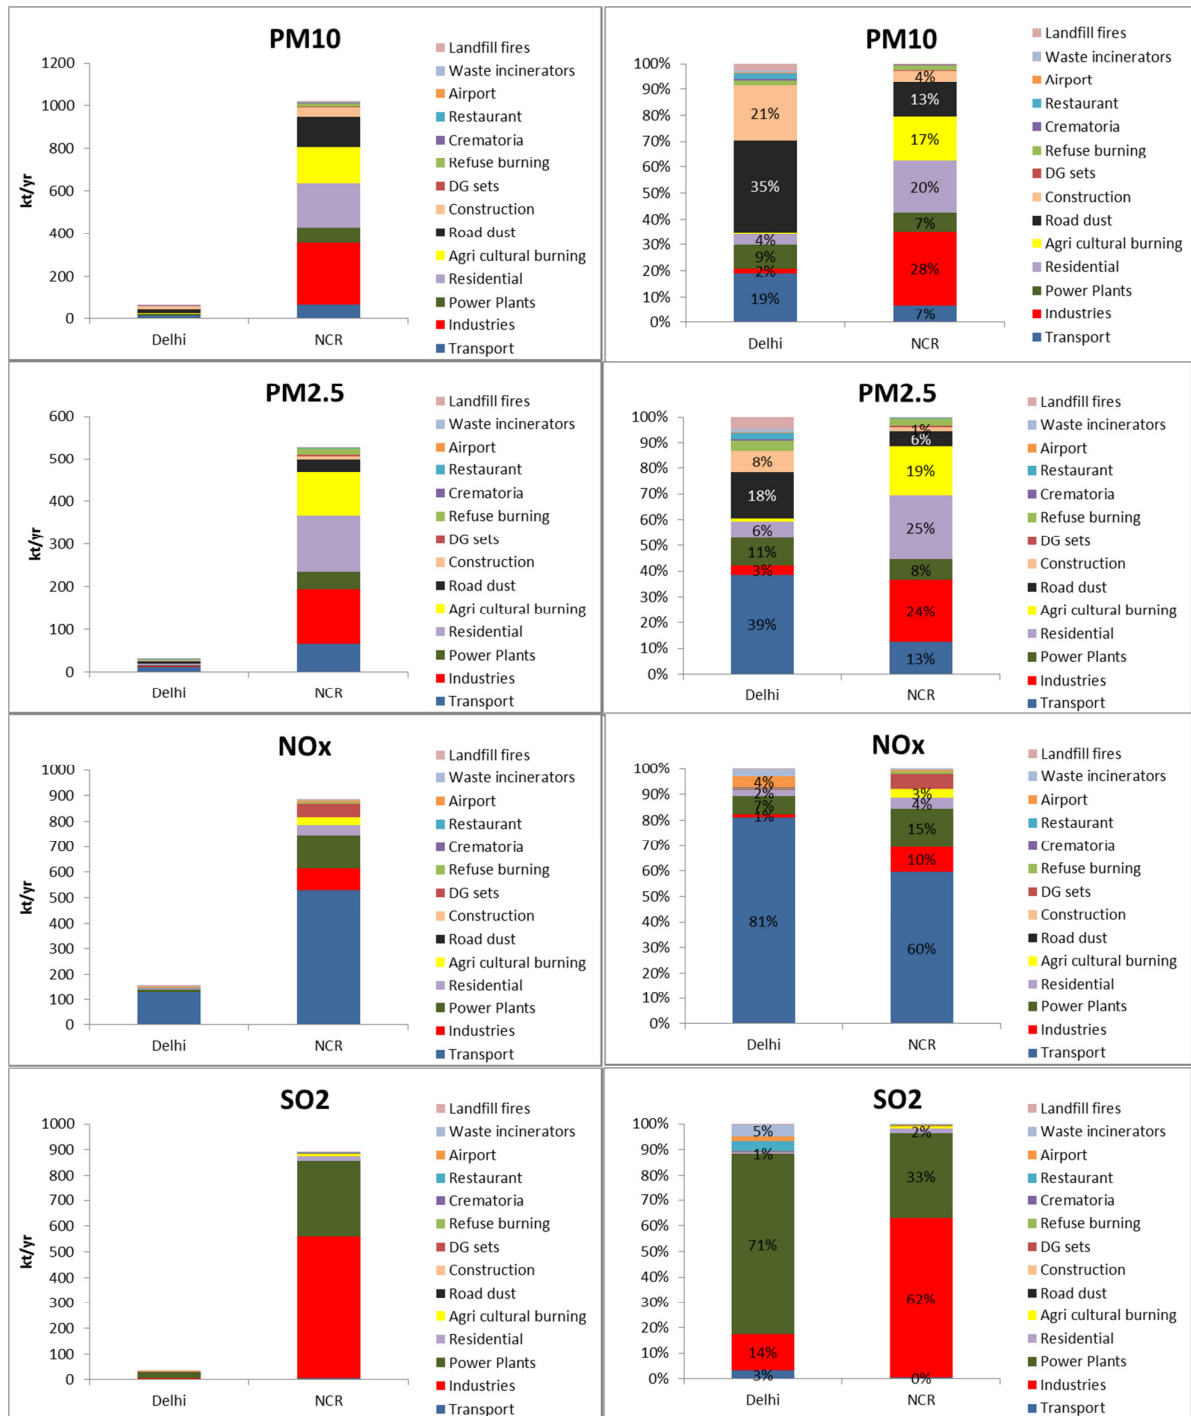 PM10
1200
1000
800
600
400
200
0
kt/yr
Delhi
NCR
Landfill fires
Waste incinerators
Airport
Restaurant
Crematoria
Refuse burning
DG sets
Construction
Road dust
Agri cultural burning
Residential
Power Plants
Industries
Transport
PM10
100%
90%
80%
70%
60%
50%
40%
30%
20%
10%
0%
21%
35%
4%
9%
2%
19%
4%
13%
17%
20%
7%
28%
7%
Delhi
NCR
Landfill fires
Waste incinerators
Airport
Restaurant
Crematoria
Refuse burning
DG sets
Construction
Road dust
Agri cultural burning
Residential
Power Plants
Industries
Transport
PM2.5
600
500
400
300
200
100
0
kt/yr
Delhi
NCR
Landfill fires
Waste incinerators
Airport
Restaurant
Crematoria
Refuse burning
DG sets
Construction
Road dust
Agri cultural burning
Residential
Power Plants
Industries
Transport
PM2.5
100%
90%
80%
70%
60%
50%
40%
30%
20%
10%
0%
8%
18%
6%
11%
3%
39%
1%
6%
19%
25%
8%
24%
13%
Delhi
NCR
Landfill fires
Waste incinerators
Airport
Restaurant
Crematoria
Refuse burning
DG sets
Construction
Road dust
Agri cultural burning
Residential
Power Plants
Industries
Transport
NOx
1000
900
800
700
600
500
400
300
200
100
0
kt/yr
Delhi
NCR
Landfill fires
Waste incinerators
Airport
Restaurant
Crematoria
Refuse burning
DG sets
Construction
Road dust
Agri cultural burning
Residential
Power Plants
Industries
Transport
NOx
100%
90%
80%
70%
60%
50%
40%
30%
20%
10%
0%
4%
2%
7%
1%
81%
3%
4%
15%
10%
60%
Delhi
NCR
Landfill fires
Waste incinerators
Airport
Restaurant
Crematoria
Refuse burning
DG sets
Construction
Road dust
Agri cultural burning
Residential
Power Plants
Industries
Transport
SO2
1000
900
800
700
600
500
400
300
200
100
0
kt/yr
Delhi
NCR
Landfill fires
Waste incinerators
Airport
Restaurant
Crematoria
Refuse burning
DG sets
Construction
Road dust
Agri cultural burning
Residential
Power Plants
Industries
Transport
SO2
100%
90%
80%
70%
60%
50%
40%
30%
20%
10%
0%
5%
1%
71%
14%
3%
2%
33%
62%
0%
Delhi
NCR
Landfill fires
Waste incinerators
Airport
Restaurant
Crematoria
Refuse burning
DG sets
Construction
Road dust
Agri cultural burning
Residential
Power Plants
Industries
Transport